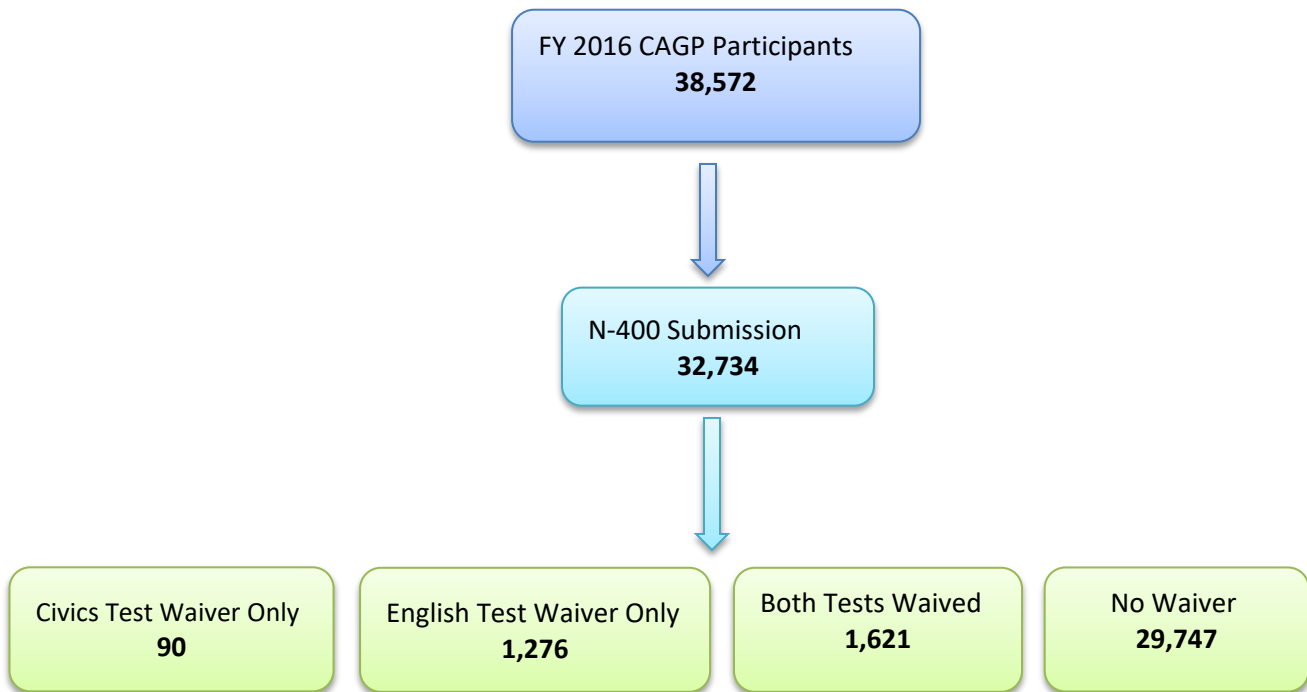 FY 2016 CAGP Participants
38,572
N-400 Submission
32,734
Civics Test Waiver Only
90
English Test Waiver Only
1,276
Both Tests Waived
1,621
No Waiver
29,747